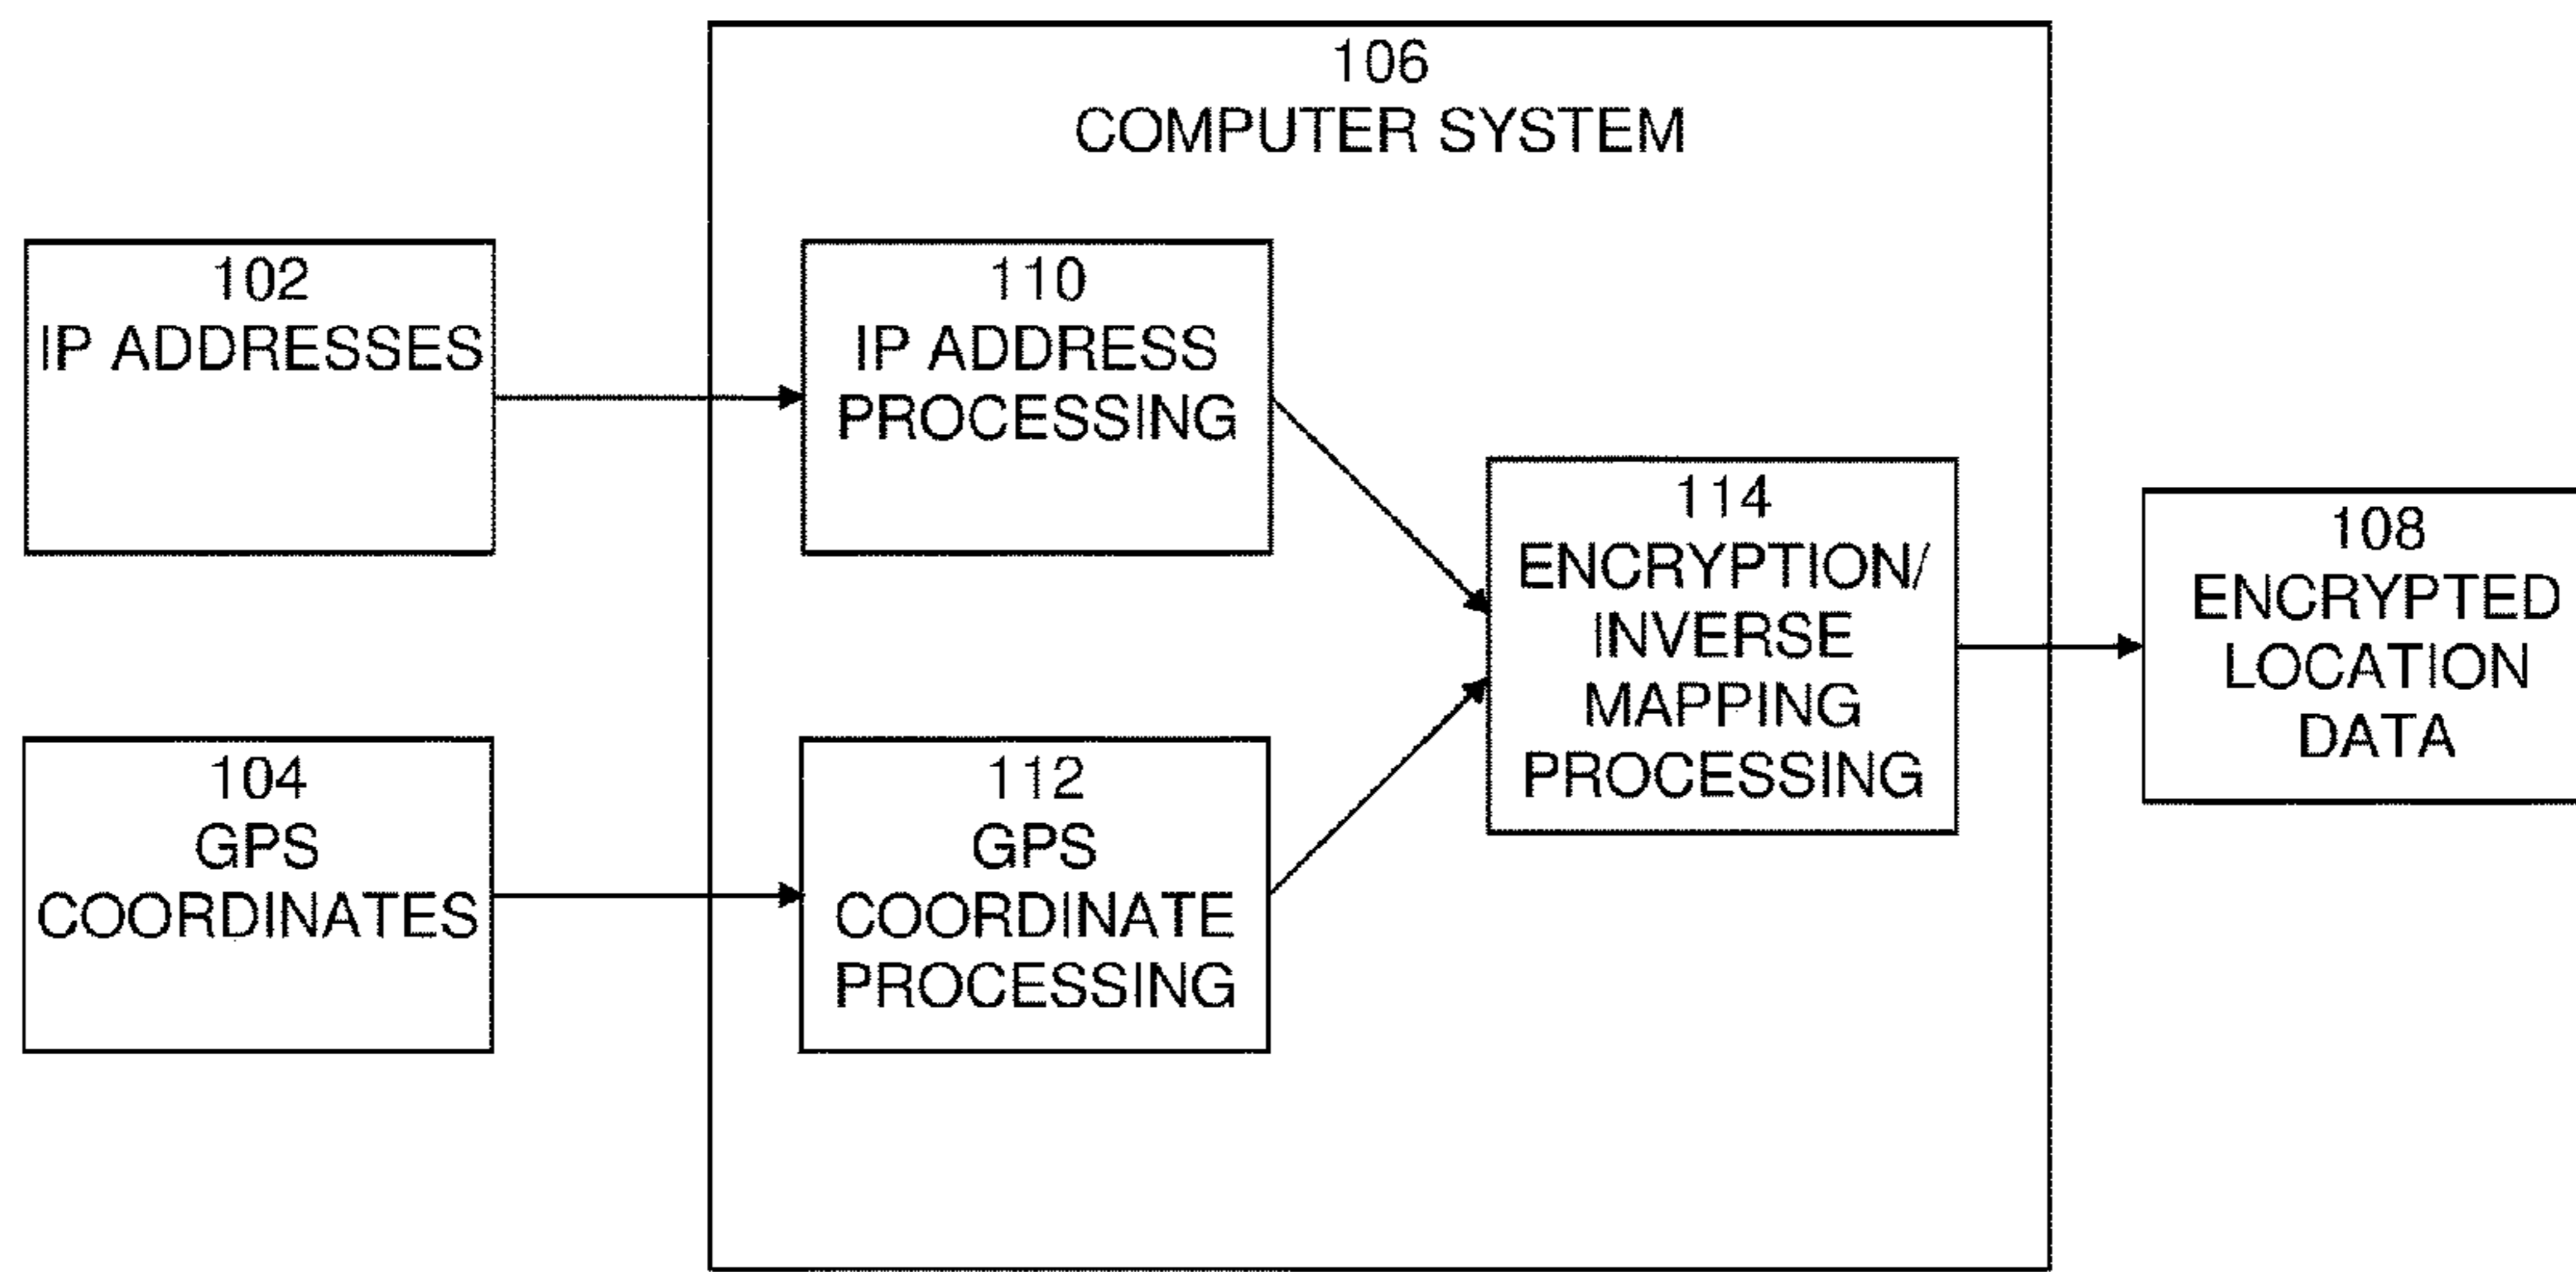 106
COMPUTER SYSTEM
102
IP ADDRESSES
110
IP ADDRESS
PROCESSING
104
GPS
COORDINATES
112
GPS
COORDINATE
PROCESSING
114
ENCRYPTION/
INVERSE
MAPPING
PROCESSING
108
ENCRYPTED
LOCATION
DATA